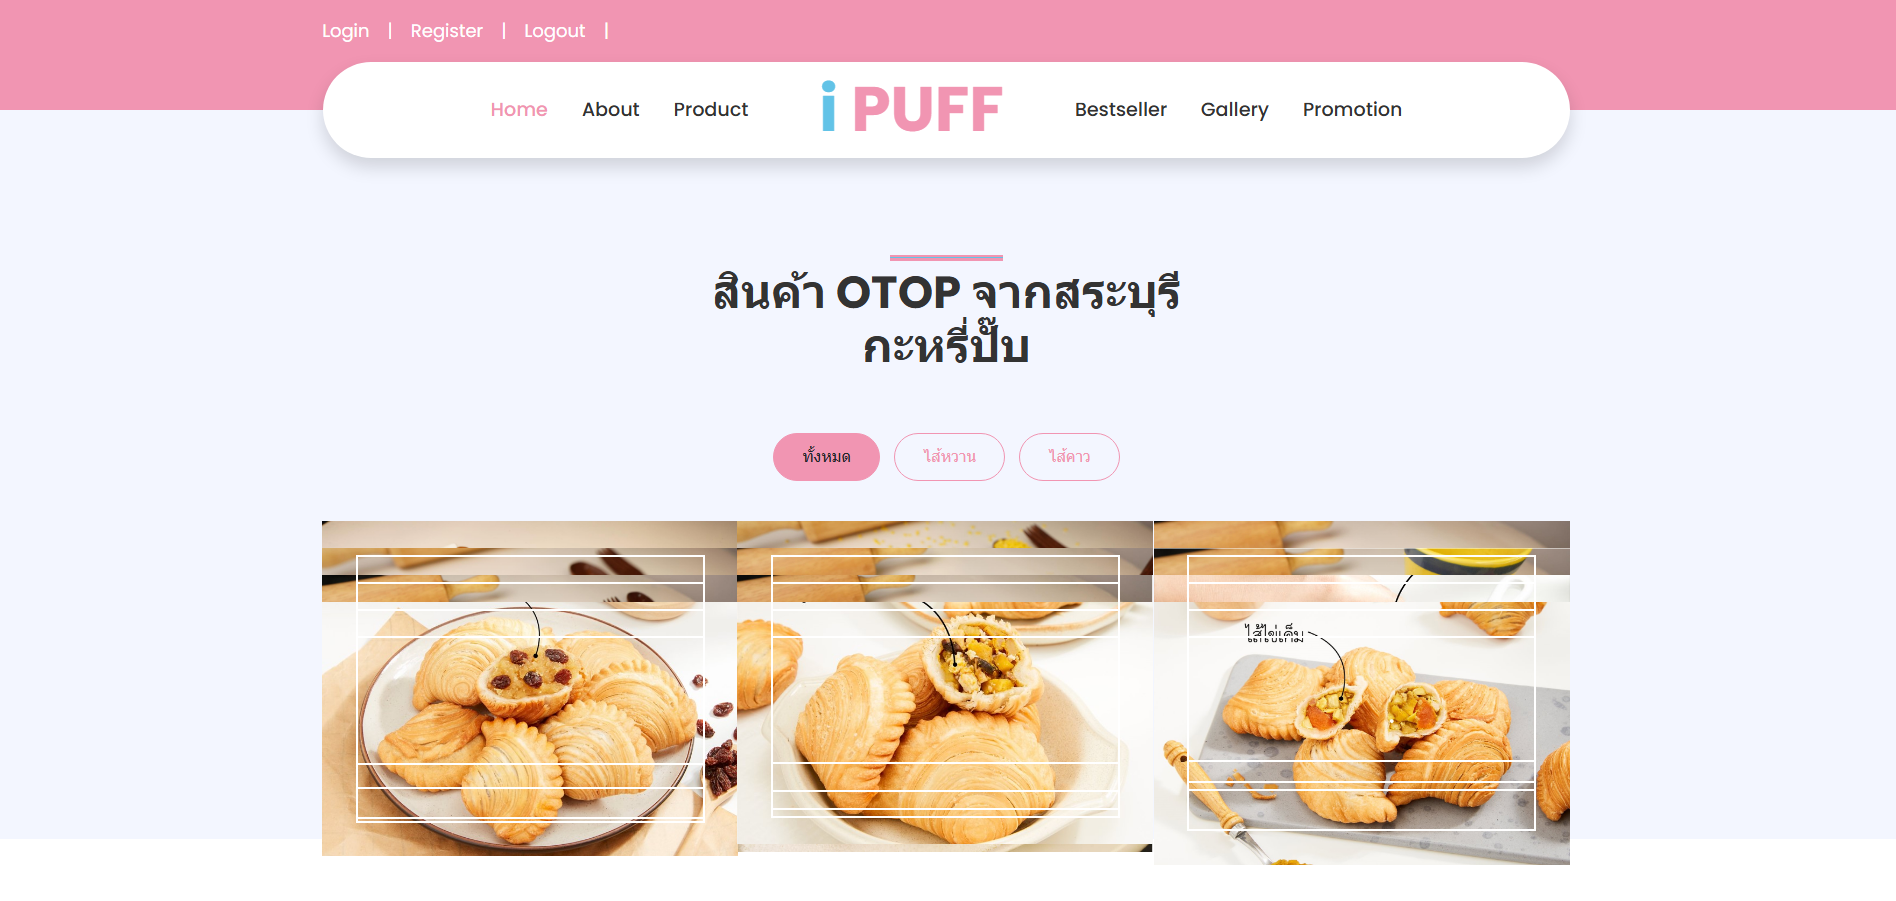 Login | Register | Logout |
Home About Product i PUFF Bestseller Gallery Promotion
สินค้า OTOP จากสระบุรี
กะหรี่ปั๊บ
ทั้งหมด ไส้หวาน ไส้คาว
ไส้ไข่เค็ม